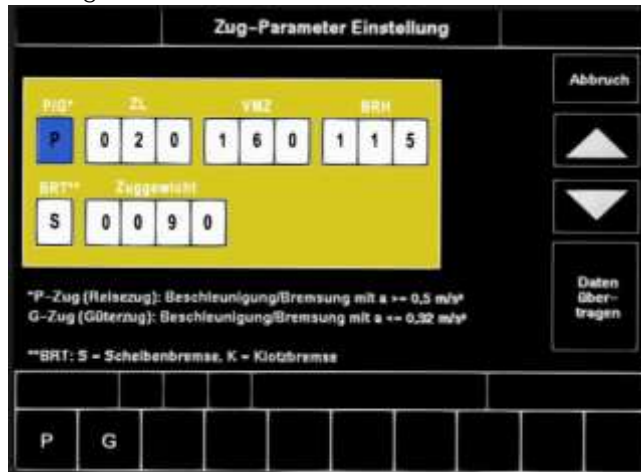 Zug-Parameter Einstellung
Abbruch
P/G* ZL VMZ BRH
P 0 2 0 1 6 0 1 1 5
BRT** Zuggewicht
S 0 0 9 0
*P-Zug (Reisezug): Beschleunigung/Bremsung mit a >= 0,5 m/s²
G-Zug (Güterzug): Beschleunigung/Bremsung mit a <= 0,32 m/s²
**BRT: S = Scheibenbremse, K = Klotzbremse
Daten
über-
tragen
P G